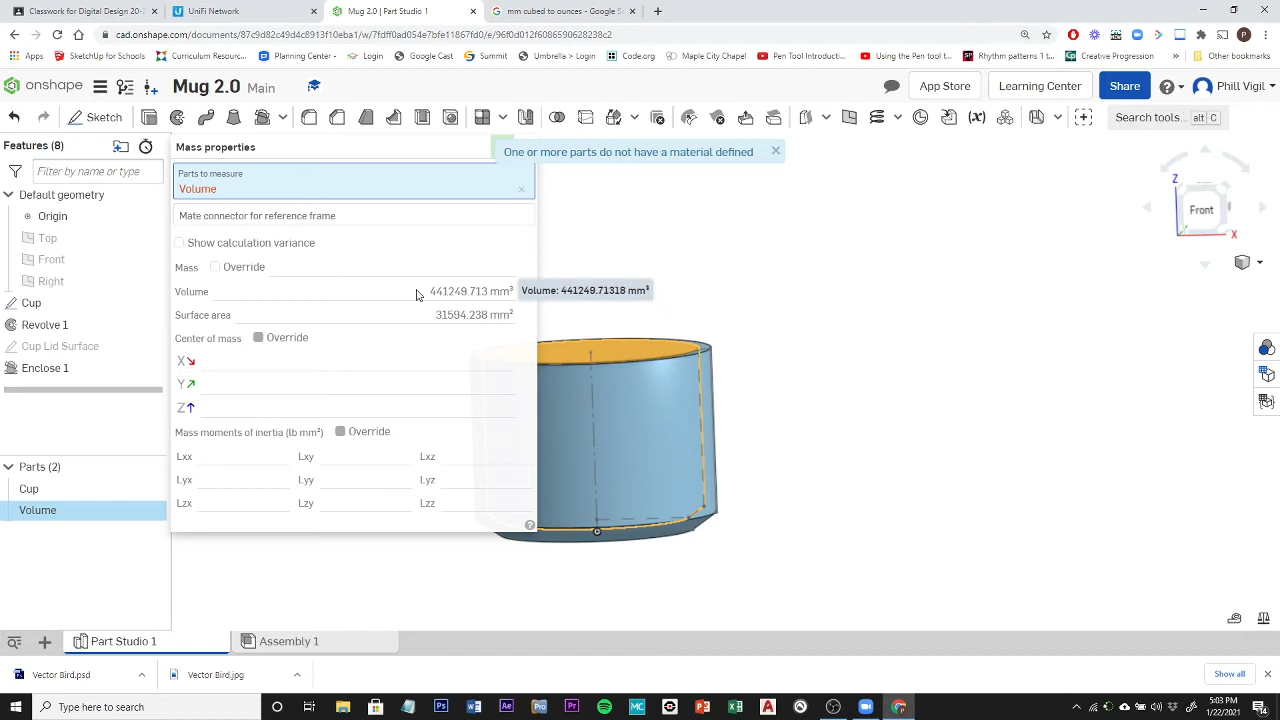 Classwork for Digital Design 20-
UniFi Network
Mug 2.0 | Part Studio 1
mm cubed to ounces - Google S
cad.onshape.com/documents/87c9d82b94d4c8913f10eba1/w/7fdff0ad054e7bfe11867f62/e/96f0d012f6086590628238c2
Apps
SketchUp for Schools
Curriculum Resour...
Planning Center
Google Cast
Summit
Umbrella > Login
Code.org
Maple City Chapel
Pen Tool Introductio...
Using the Pen tool i...
Rhythm patterns 1 t...
Creative Progression
Other bookmarks
onshape
Mug 2.0
Main
App Store
Learning Center
Share
Phill Vigil
Sketch
Search tools...
alt
C
Features (8)
Filter by name or type
Default geometry
Origin
Top
Front
Right
Cup
Revolve 1
Cup Lid Surface
Enclose 1
Parts (2)
Cup
Volume
Mass properties
One or more parts do not have a material defined
Parts to measure
Volume
Mate connector for reference frame
Show calculation variance
Mass
Override
Volume
441249.713 mm³
Volume: 441249.71318 mm³
Surface area
31594.238 mm²
Center of mass
Override
X
Y
Z
Mass moments of inertia (lb mm²)
Override
Lxx
Lxy
Lxz
Lyx
Lyy
Lyz
Lzx
Lzy
Lzz
Z
Front
X
Part Studio 1
Assembly 1
Vector Bird.psd
Vector Bird.jpg
Show all
Type here to search
5:03 PM
1/22/2021